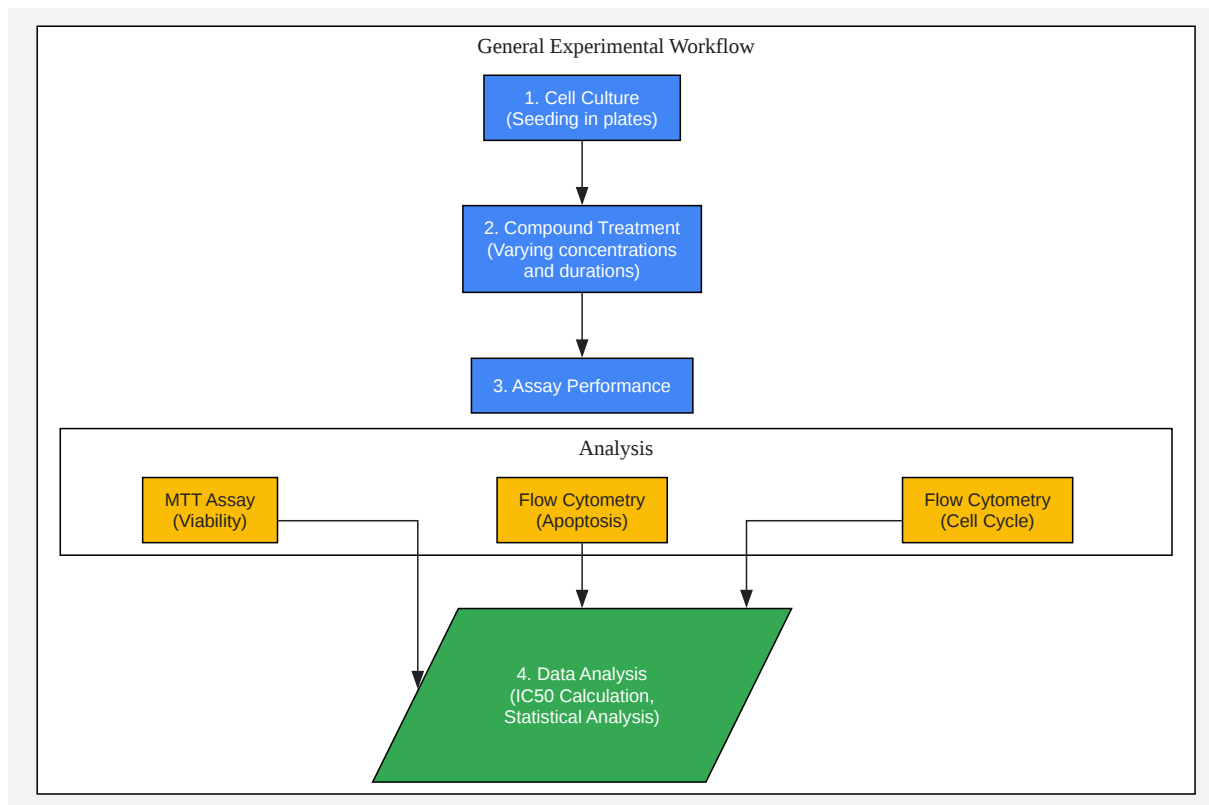 General Experimental Workflow
1. Cell Culture
(Seeding in plates)
2. Compound Treatment
(Varying concentrations
and durations)
3. Assay Performance
Analysis
MTT Assay
(Viability)
Flow Cytometry
(Apoptosis)
Flow Cytometry
(Cell Cycle)
4. Data Analysis
(IC50 Calculation,
Statistical Analysis)